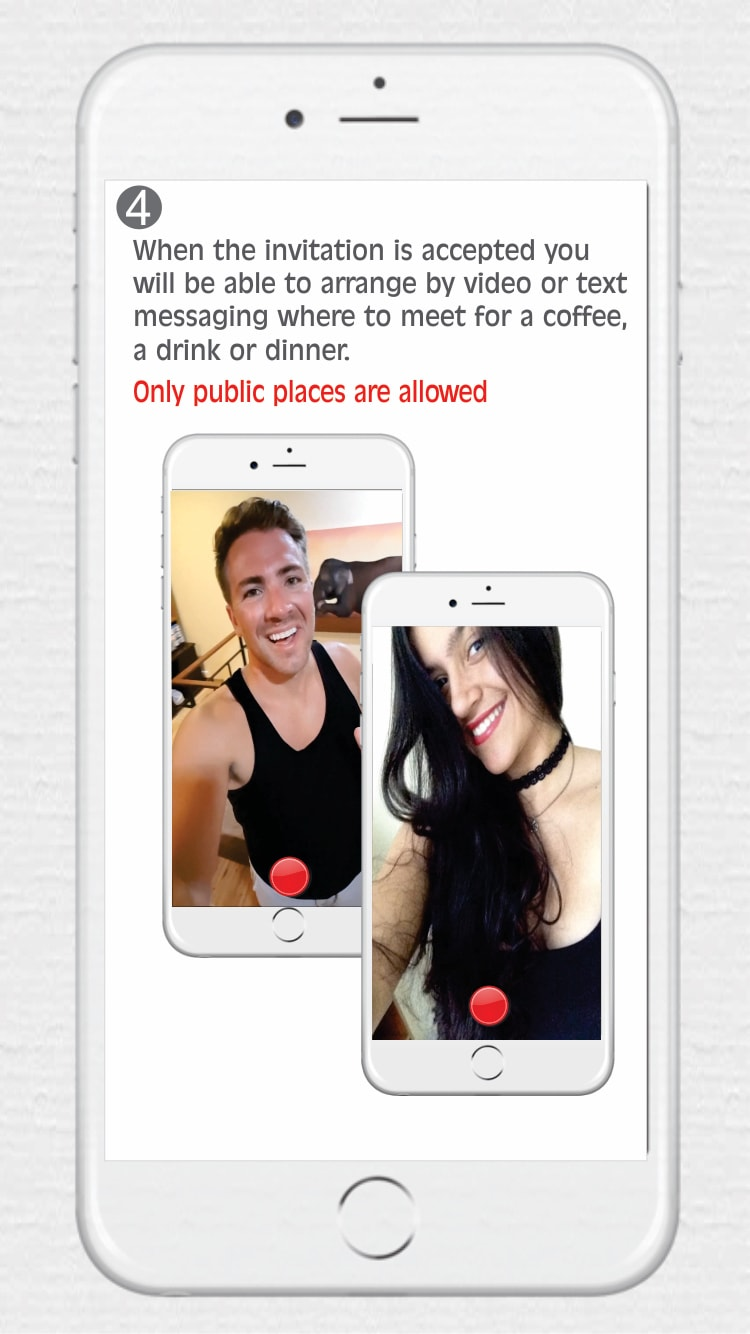 4
When the invitation is accepted you
will be able to arrange by video or text
messaging where to meet for a coffee,
a drink or dinner.
Only public places are allowed